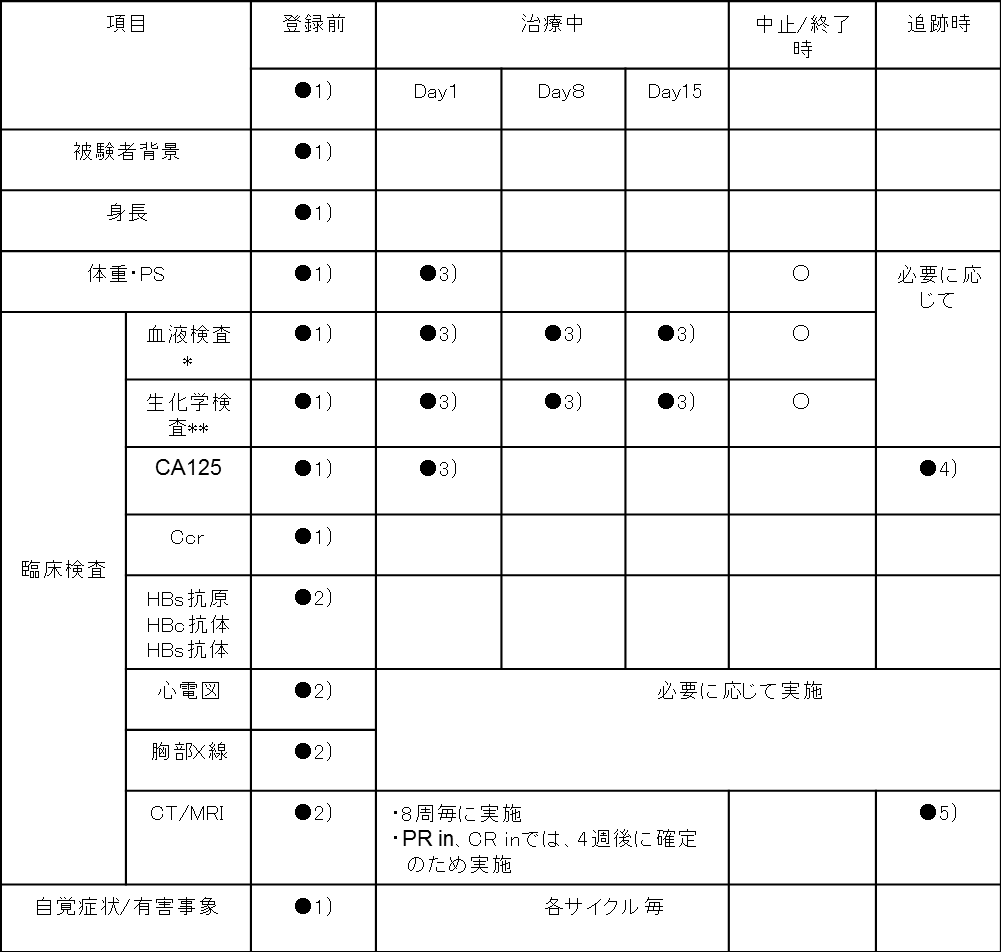 項目 登録前 治療中 中止/終了時 追跡時
●1） Day1 Day8 Day15
被験者背景 ●1）
身長 ●1）
体重・PS ●1） ●3） ○ 必要に応じて
臨床検査
血液検査* ●1） ●3） ●3） ●3） ○
生化学検査** ●1） ●3） ●3） ●3） ○
CA125 ●1） ●3） ●4）
Ccr ●1）
HBs抗原 ●2）
HBc抗体
HBs抗体
心電図 ●2） 必要に応じて実施
胸部X線 ●2）
CT/MRI ●2） ・8周毎に実施 ●5）
・PR in、CR inでは、4週後に確定
のため実施
自覚症状/有害事象 ●1） 各サイクル毎